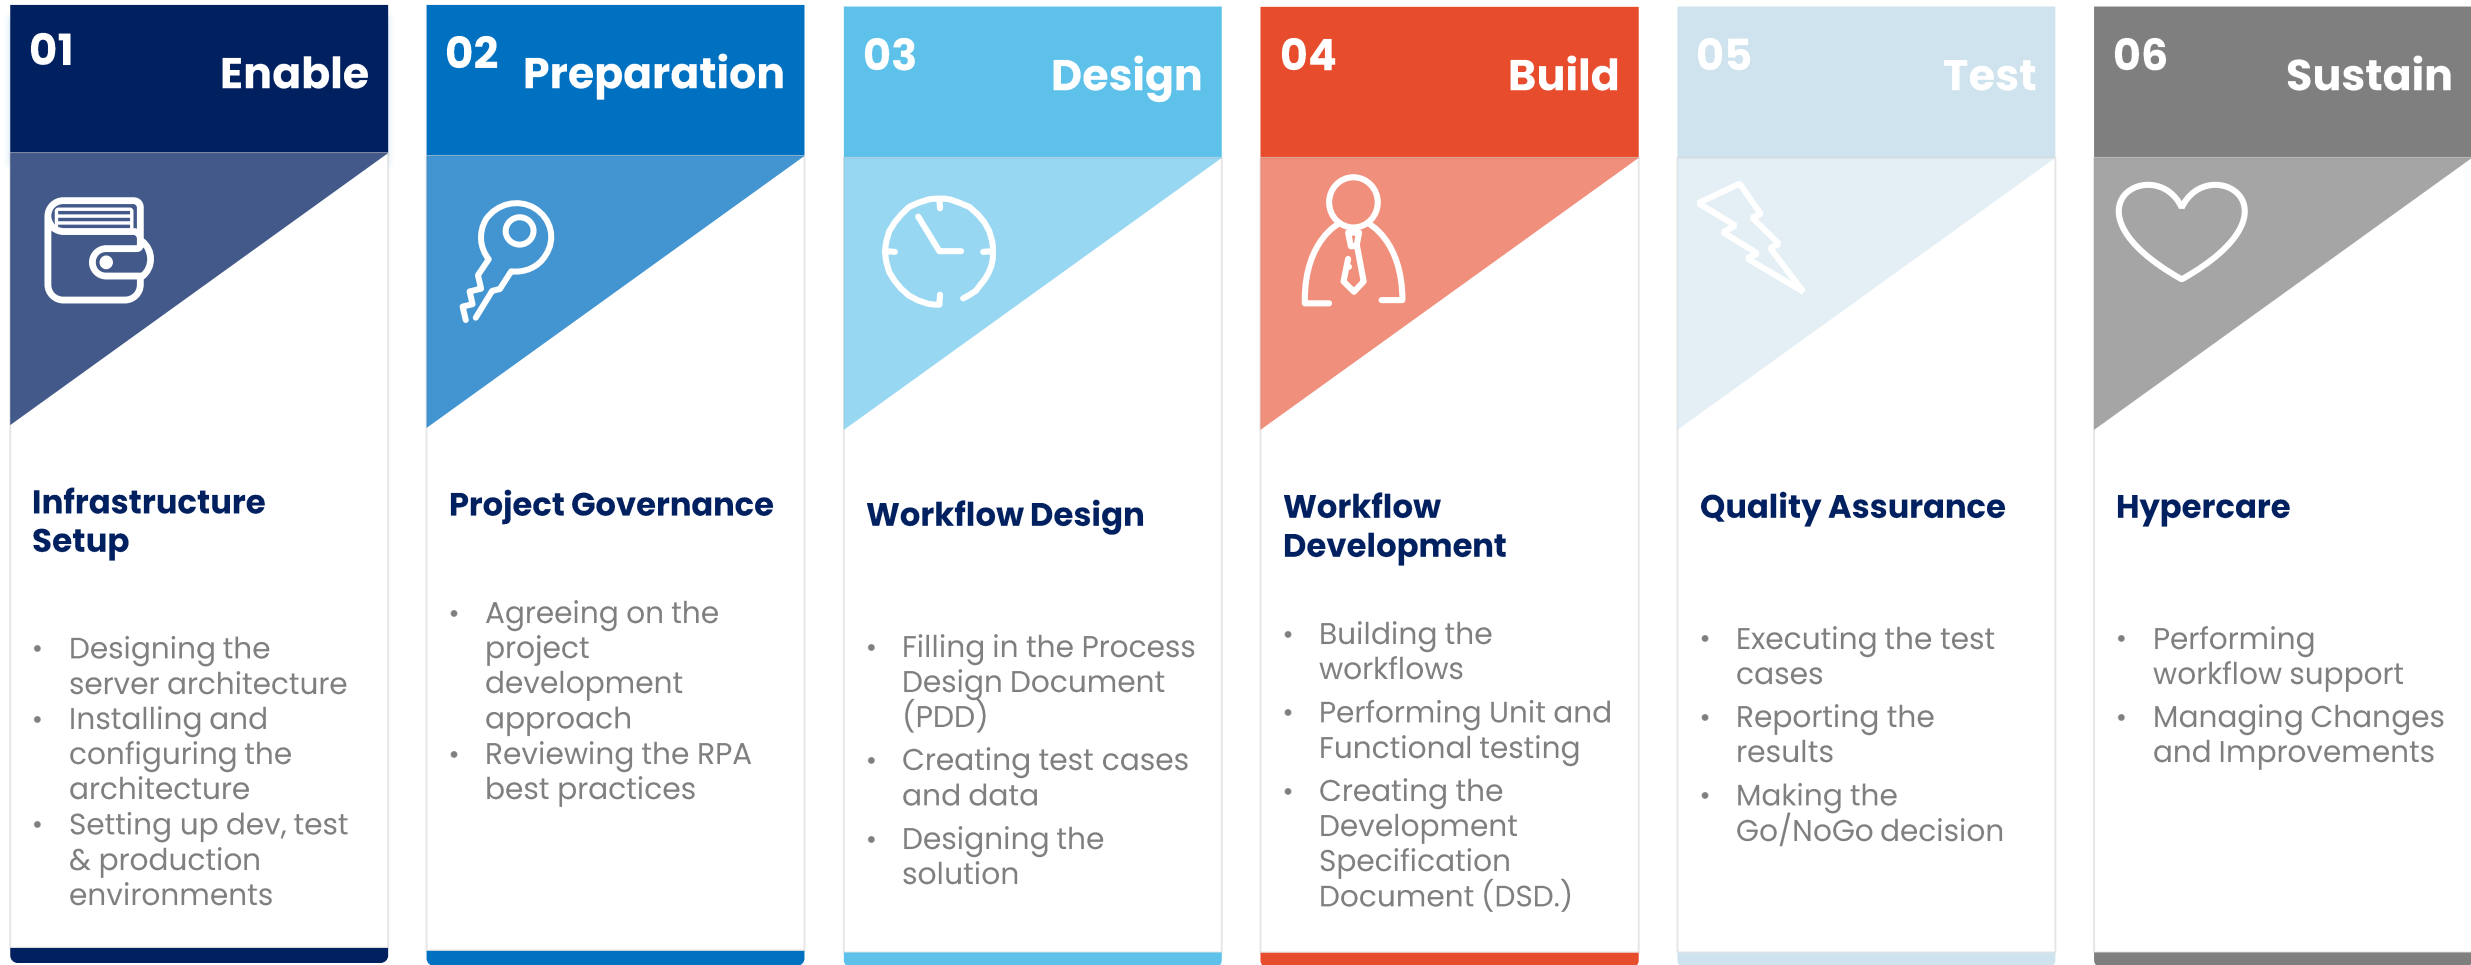 01
Enable
Infrastructure
Setup
• Designing the
server architecture
• Installing and
configuring the
architecture
• Setting up dev, test
& production
environments
02
Preparation
Project Governance
• Agreeing on the
project
development
approach
• Reviewing the RPA
best practices
03
Design
Workflow Design
• Filling in the Process
Design Document
(PDD)
• Creating test cases
and data
• Designing the
solution
04
Build
Workflow
Development
• Building the
workflows
• Performing Unit and
Functional testing
• Creating the
Development
Specification
Document (DSD.)
05
Test
Quality Assurance
• Executing the test
cases
• Reporting the
results
• Making the
Go/NoGo decision
06
Sustain
Hypercare
• Performing
workflow support
• Managing Changes
and Improvements